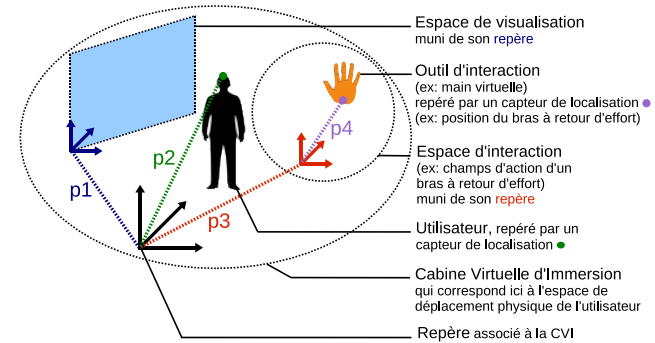 Espace de visualisation
muni de son repère
Outil d'interaction
(ex: main virtuelle)
repéré par un capteur de localisation
(ex: position du bras à retour d'effort)
Espace d'interaction
(ex: champs d'action d'un
bras à retour d'effort)
muni de son repère
Utilisateur, repéré par un
capteur de localisation
Cabine Virtuelle d'Immersion
qui correspond ici à l'espace de
déplacement physique de l'utilisateur
Repère associé à la CVI
p1
p2
p3
p4